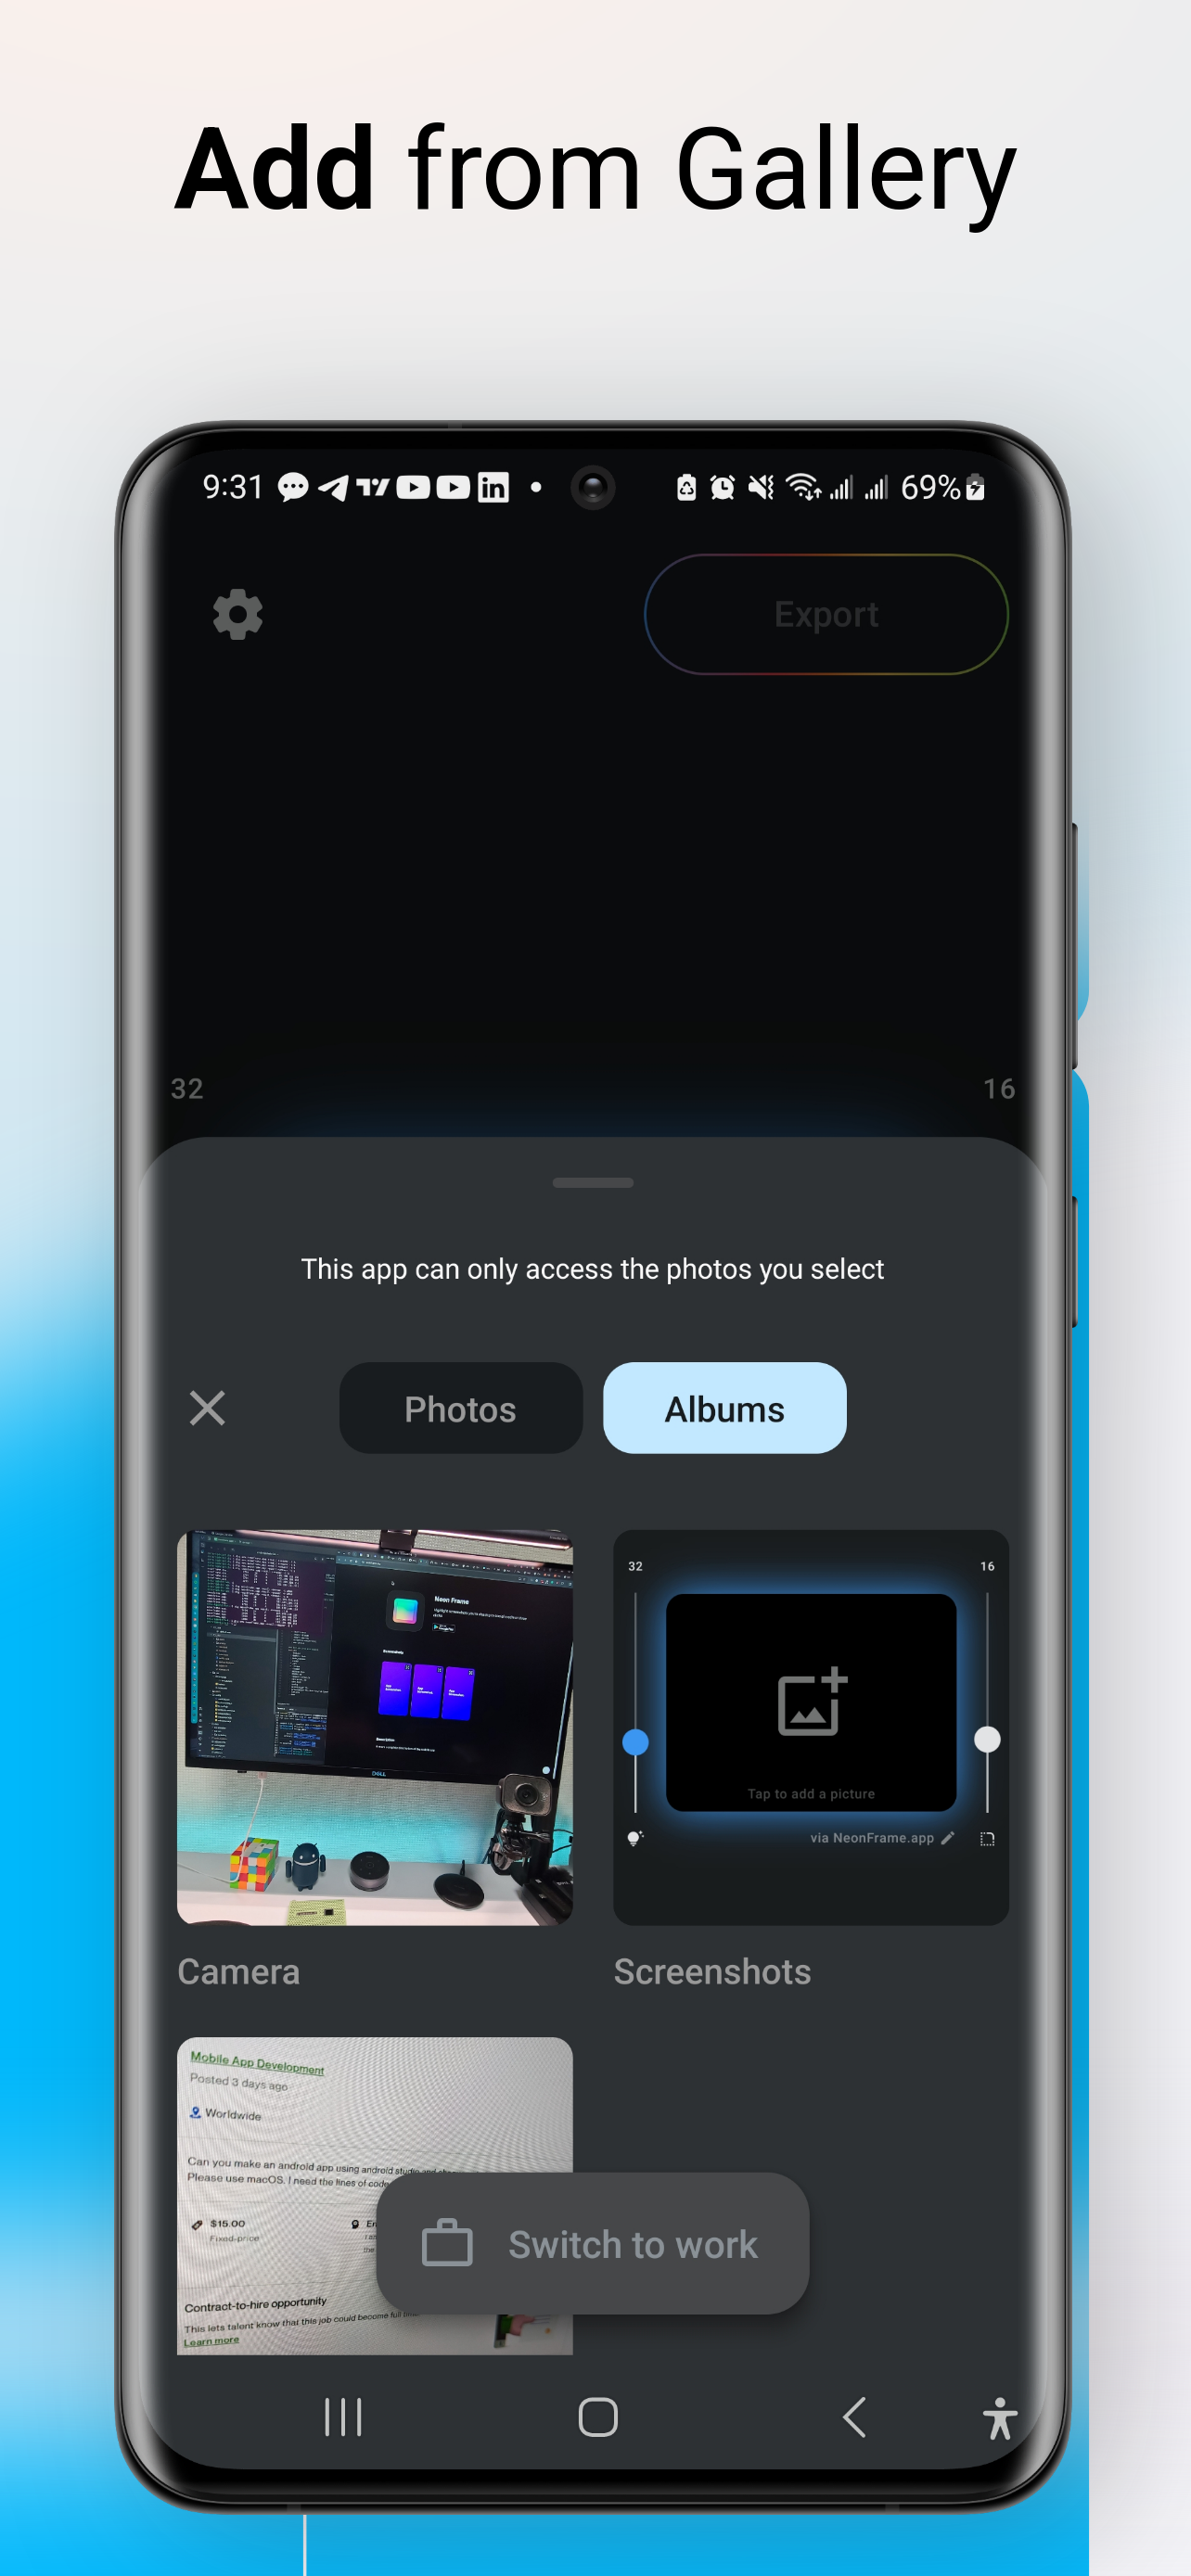 Add from Gallery
9:31
69%
Export
32
16
This app can only access the photos you select
Photos
Albums
Neon Frame
Screenshots
DELL
32
16
Tap to add a picture
via NeonFrame.app
Camera
Screenshots
Mobile App Development
Posted 3 days ago
Worldwide
Can you make an android app using android studio and
Please use macOS. I need the lines of code
$15.00
Fixed-price
Contract-to-hire opportunity
This lets talent know that this job could become full time.
Learn more
Switch to work